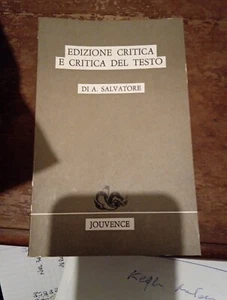 EDIZIONE CRITICA
E CRITICA DEL TESTO
DI A. SALVATORE
JOUVENCE